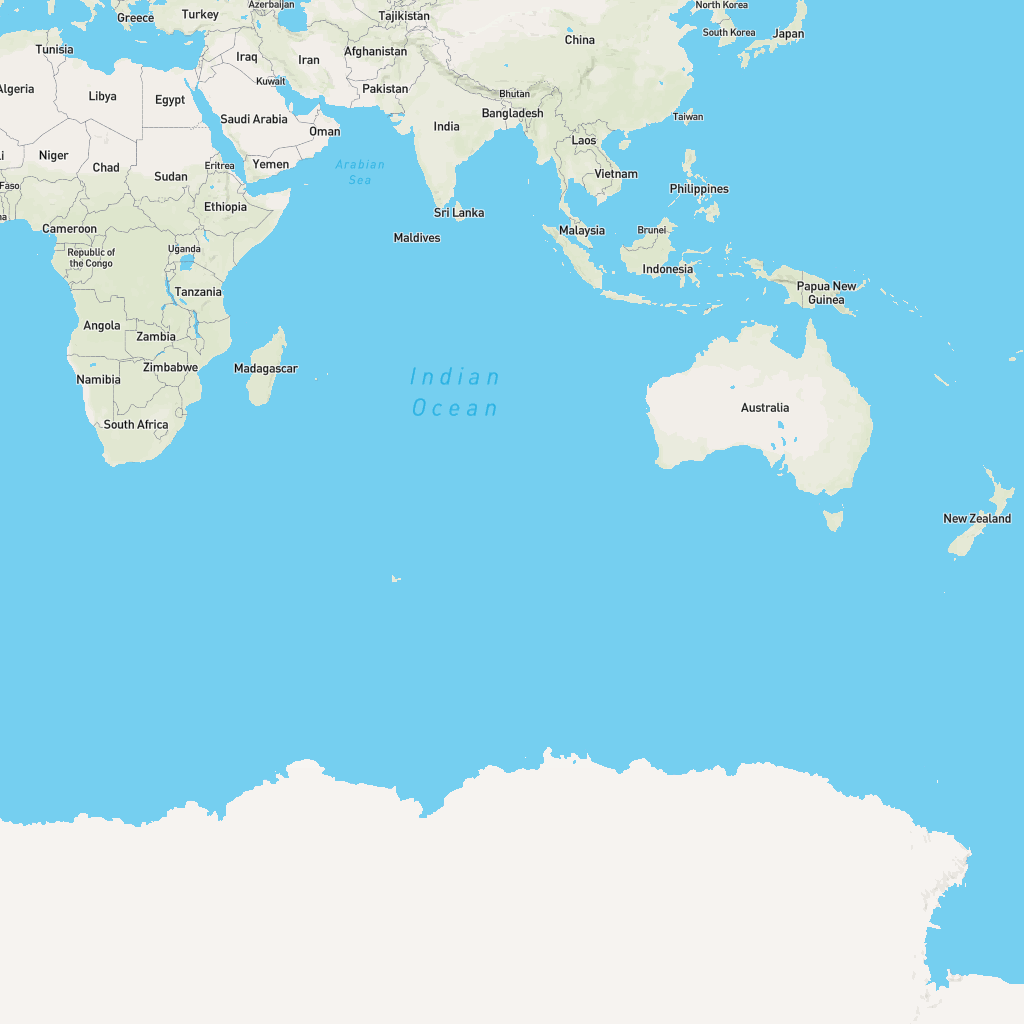 Azerbaijan
North Korea
Greece
Turkey
Tajikistan
South Korea
Japan
China
Tunisia
Iraq
Iran
Afghanistan
Kuwait
Pakistan
Algeria
Libya
Egypt
Bhutan
Bangladesh
India
Saudi Arabia
Oman
Taiwan
Laos
Niger
Chad
Sudan
Eritrea
Yemen
Arabian
Sea
Vietnam
Philippines
Faso
Ethiopia
Sri Lanka
Cameroon
Malaysia
Brunei
Maldives
Uganda
Republic of
the Congo
Indonesia
Tanzania
Papua New
Guinea
Angola
Zambia
Zimbabwe
Madagascar
Namibia
Indian
Ocean
Australia
South Africa
New Zealand